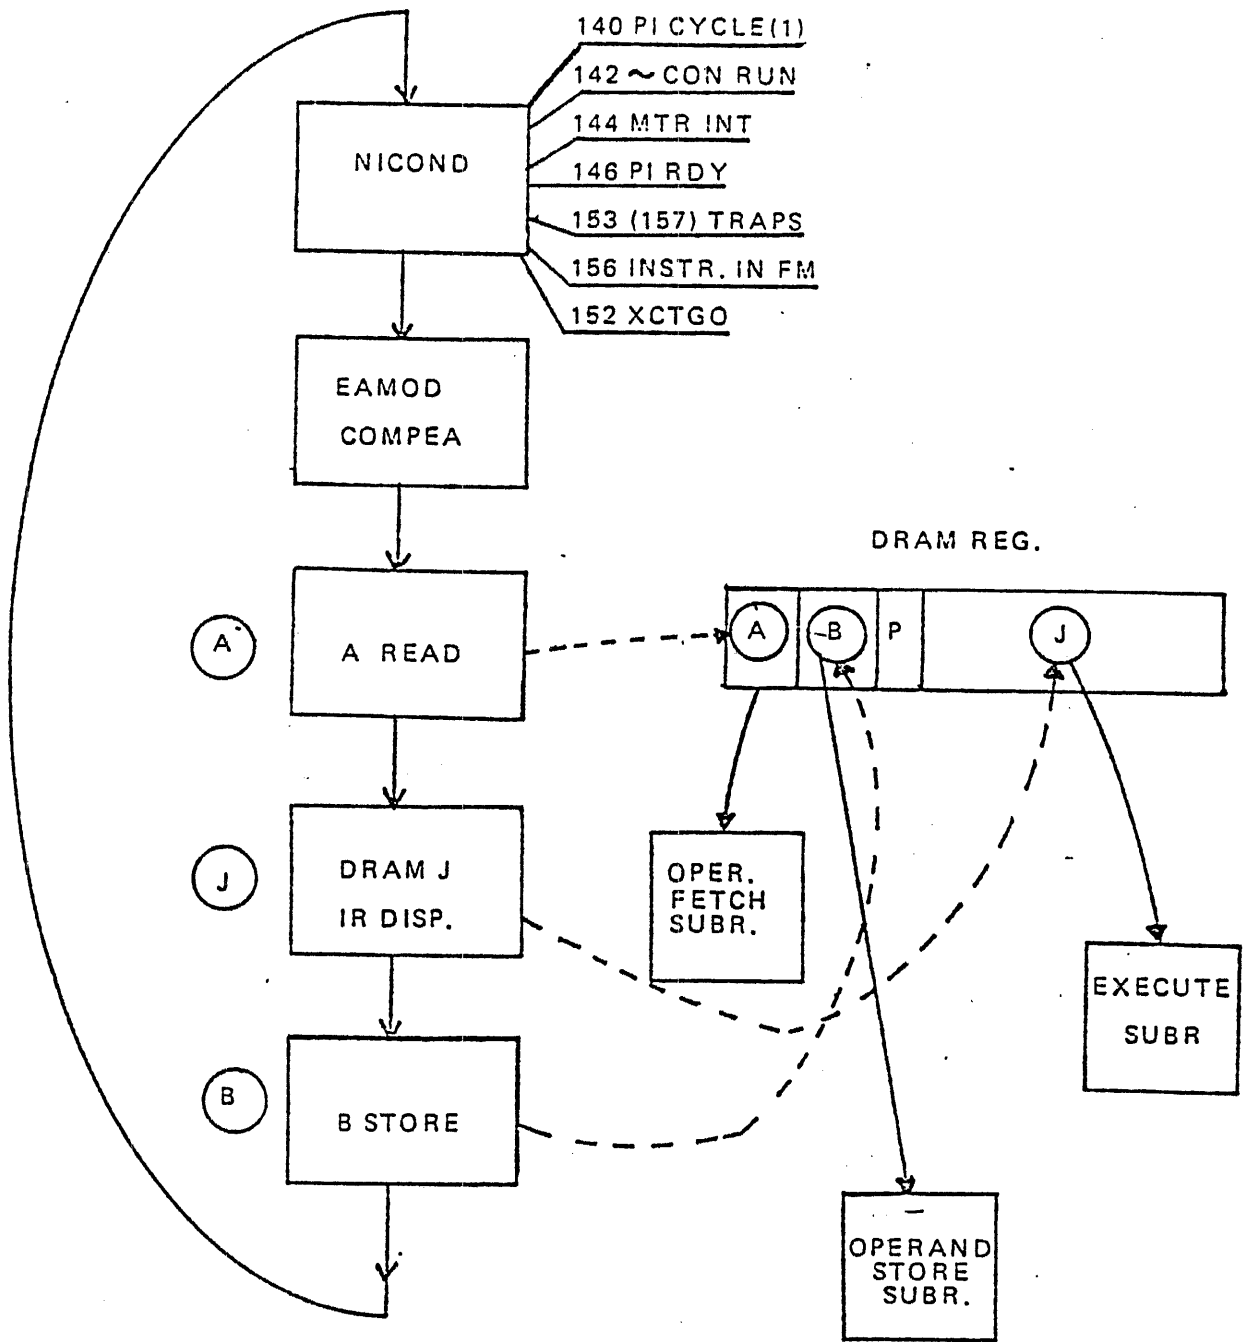 140 PI CYCLE(1)
142 ~ CON RUN
144 MTR INT
146 PI RDY
153 (157) TRAPS
156 INSTR. IN FM
152 XCTGO
NICOND
EAMOD
COMPEA
DRAM REG.
A
A READ
A
B
P
J
J
DRAM J
IR DISP.
OPER.
FETCH
SUBR.
EXECUTE
SUBR
B
B STORE
OPERAND
STORE
SUBR.